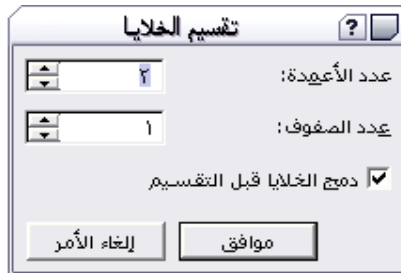 تقسيم الخلايا ?
عدد الأعمدة: ٢
عدد الصفوف: ١
دمج الخلايا قبل التقسيم
موافق إلغاء الأمر